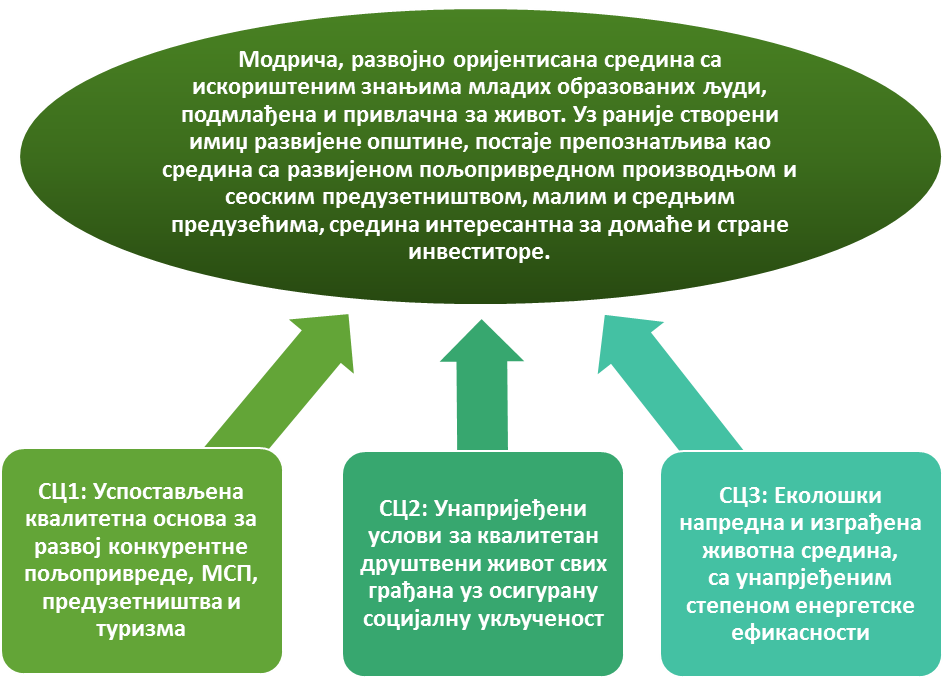 Модрича, развојно оријентисана средина са
искориштеним знањима младих образованих људи,
подмлађена и привлачна за живот. Уз раније створени
имиџ развијене општине, постаје препознатљива као
средина са развијеном пољопривредном производњом и
сеоским предузетништвом, малим и средњим
предузећима, средина интересантна за домаће и стране
инвеститоре.
СЦ1: Успостављена
квалитетна основа за
развој конкурентне
пољопривреде, МСП,
предузетништва и
туризма
СЦ2: Унапријеђени
услови за квалитетан
друштвени живот свих
грађана уз осигурану
социјалну укљученост
СЦ3: Еколошки
напредна и изграђена
животна средина,
са унапрјеђеним
степеном енергетске
ефикасности